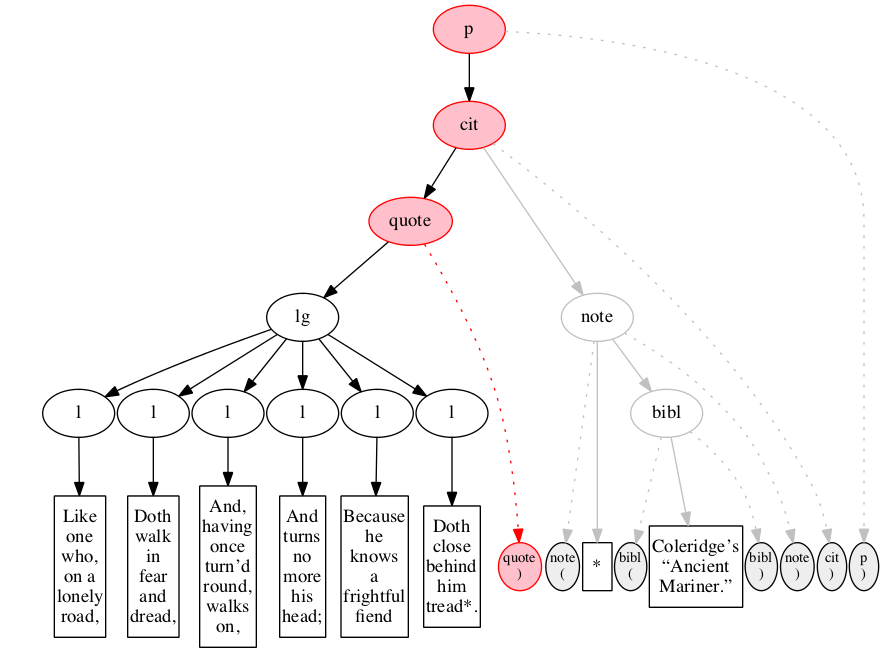 p
cit
quote
lg
note
l
l
l
l
l
l
bibl
Like
one
who,
on a
lonely
road,
Doth
walk
in
fear
and
dread,
And,
having
once
turn’d
round,
walks
on,
And
turns
no
more
his
head;
Because
he
knows
a
frightful
fiend
Doth
close
behind
him
tread*.
quote
)
note
(
*
bibl
(
Coleridge’s
“Ancient
Mariner.”
bibl
)
note
)
cit
)
p
)